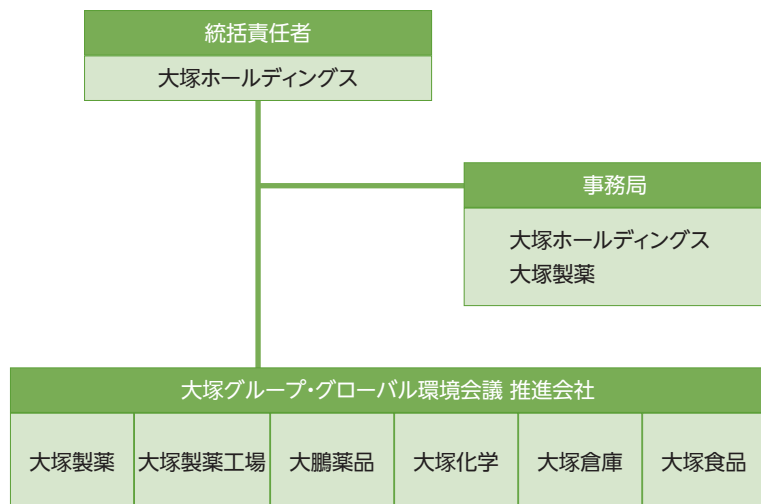 統括責任者
大塚ホールディングス
事務局
大塚ホールディングス
大塚製薬
大塚グループ・グローバル環境会議 推進会社
大塚製薬
大塚製薬工場
大鵬薬品
大塚化学
大塚倉庫
大塚食品